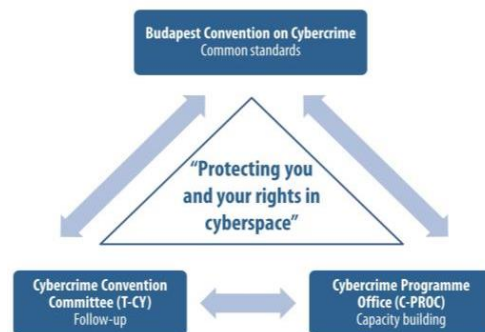 Budapest Convention on Cybercrime
Common standards
“Protecting you
and your rights in
cyberspace”
Cybercrime Convention
Committee (T-CY)
Follow-up
Cybercrime Programme
Office (C-PROC)
Capacity building